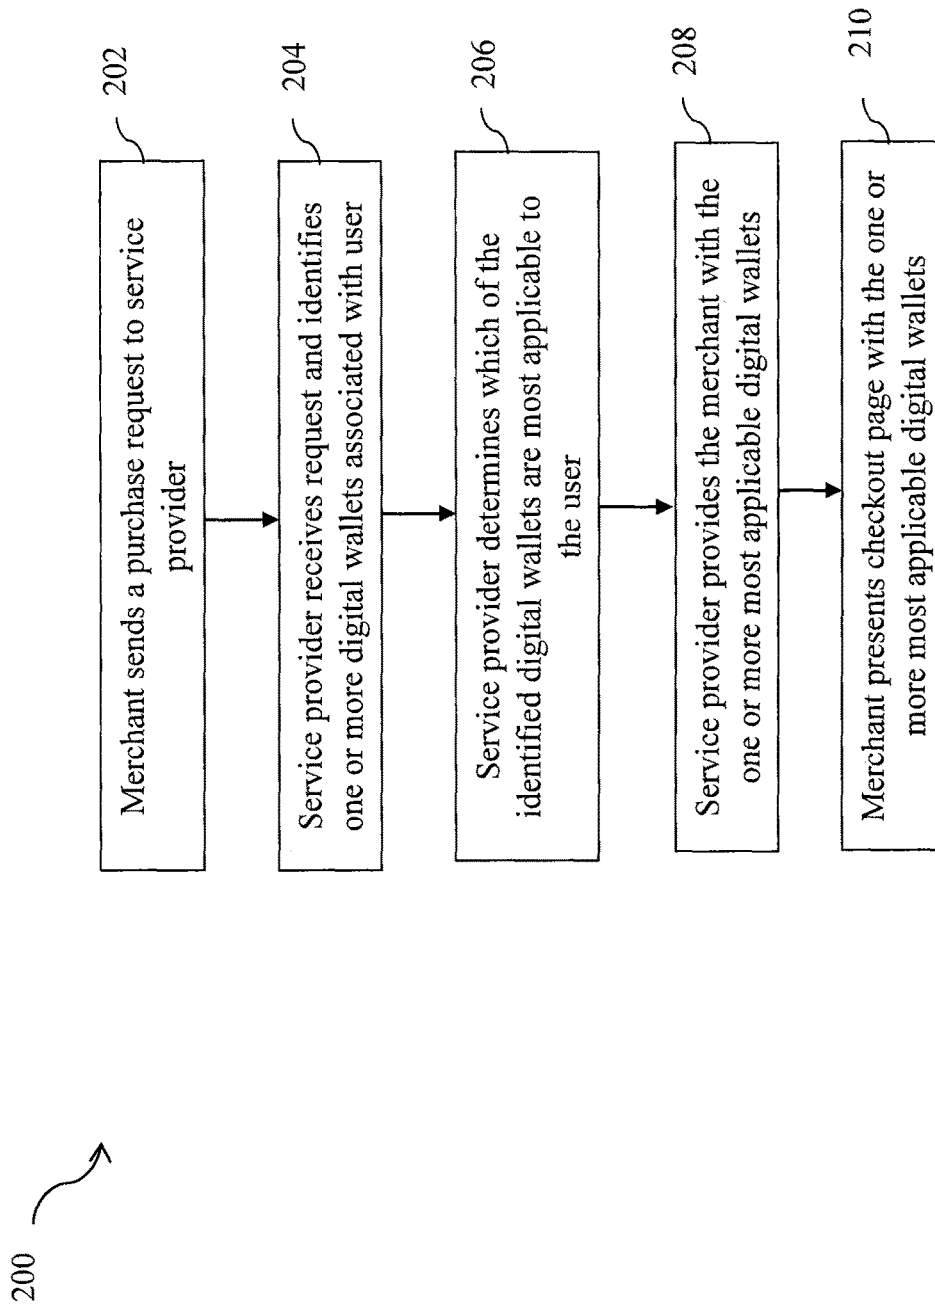 200
202
Merchant sends a purchase request to service
provider
204
Service provider receives request and identifies
one or more digital wallets associated with user
206
Service provider determines which of the
identified digital wallets are most applicable to
the user
208
Service provider provides the merchant with the
one or more most applicable digital wallets
210
Merchant presents checkout page with the one or
more most applicable digital wallets